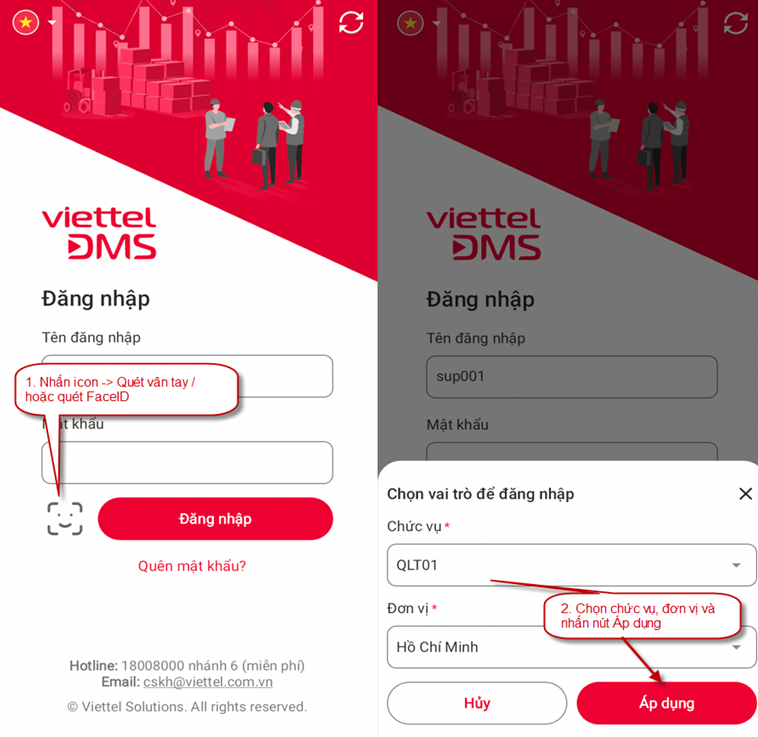 viettel
DMS
Đăng nhập
Tên đăng nhập
1. Nhấn icon -> Quét vân tay /
hoặc quét FaceID
khẩu
Đăng nhập
Quên mật khẩu?
Hotline: 18008000 nhánh 6 (miễn phí)
Email: cskh@viettel.com.vn
© Viettel Solutions. All rights reserved.
viettel
DMS
Đăng nhập
Tên đăng nhập
sup001
Mật khẩu
Chọn vai trò để đăng nhập
Chức vụ *
QLT01
Đơn vị *
2. Chọn chức vụ, đơn vị và
nhấn nút Áp dụng
Hồ Chí Minh
Hủy
Áp dụng